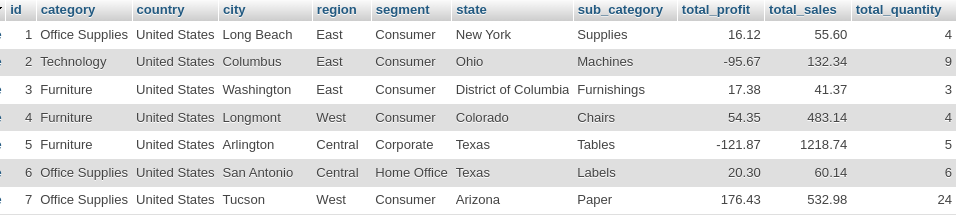 id category country city region segment state sub_category total_profit total_sales total_quantity
1 Office Supplies United States Long Beach East Consumer New York Supplies 16.12 55.60 4
2 Technology United States Columbus East Consumer Ohio Machines -95.67 132.34 9
3 Furniture United States Washington East Consumer District of Columbia Furnishings 17.38 41.37 3
4 Furniture United States Longmont West Consumer Colorado Chairs 54.35 483.14 4
5 Furniture United States Arlington Central Corporate Texas Tables -121.87 1218.74 5
6 Office Supplies United States San Antonio Central Home Office Texas Labels 20.30 60.14 6
7 Office Supplies United States Tucson West Consumer Arizona Paper 176.43 532.98 24